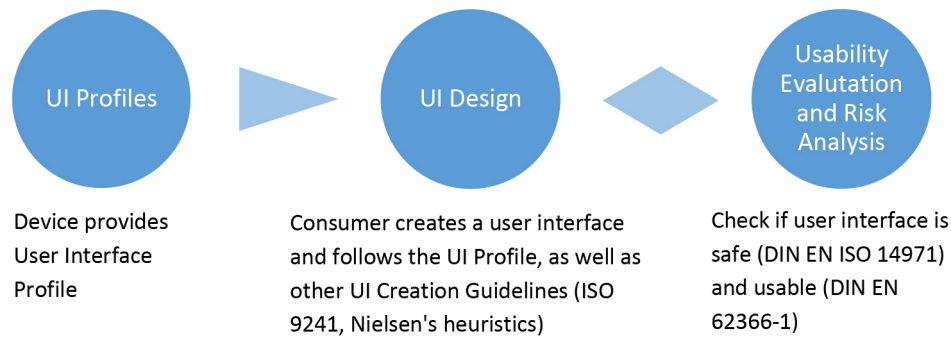 UI Profiles
UI Design
Usability
Evalutation
and Risk
Analysis
Device provides
User Interface
Profile
Consumer creates a user interface
and follows the UI Profile, as well as
other UI Creation Guidelines (ISO
9241, Nielsen's heuristics)
Check if user interface is
safe (DIN EN ISO 14971)
and usable (DIN EN
62366-1)